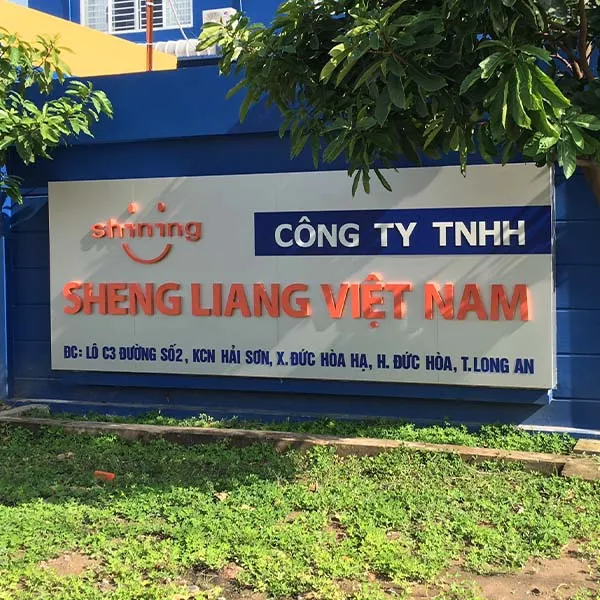 shining
CÔNG TY TNHH
SHENG LIANG VIỆT NAM
ĐC: LÔ C3 ĐƯỜNG SỐ2, KCN HẢI SƠN, X. ĐỨC HÒA HẠ, H. ĐỨC HÒA, T. LONG AN